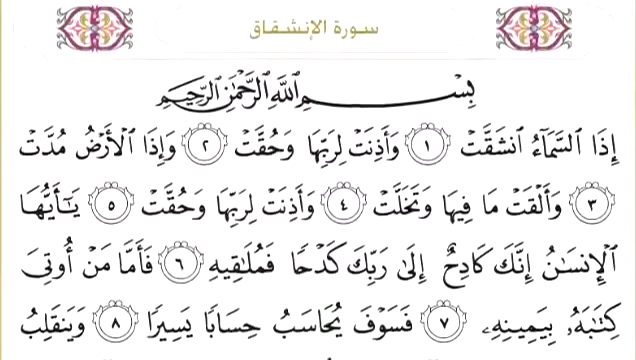 سورة الإنشقاق
بِسْمِ ٱللَّهِ ٱلرَّحْمَٰنِ ٱلرَّحِيمِ
إِذَا ٱلسَّمَآءُ ٱنشَقَّتْ ١ وَأَذِنَتْ لِرَبِّهَا وَحُقَّتْ ٢ وَإِذَا ٱلْأَرْضُ مُدَّتْ
٣ وَأَلْقَتْ مَا فِيهَا وَتَخَلَّتْ ٤ وَأَذِنَتْ لِرَبِّهَا وَحُقَّتْ ٥ يَٰٓأَيُّهَا
ٱلْإِنسَٰنُ إِنَّكَ كَادِحٌ إِلَىٰ رَبِّكَ كَدْحًا فَمُلَٰقِيهِ ٦ فَأَمَّا مَنْ أُوتِىَ
كِتَٰبَهُۥ بِيَمِينِهِۦ ٧ فَسَوْفَ يُحَاسَبُ حِسَابًا يَسِيرًا ٨ وَيَنقَلِبُ